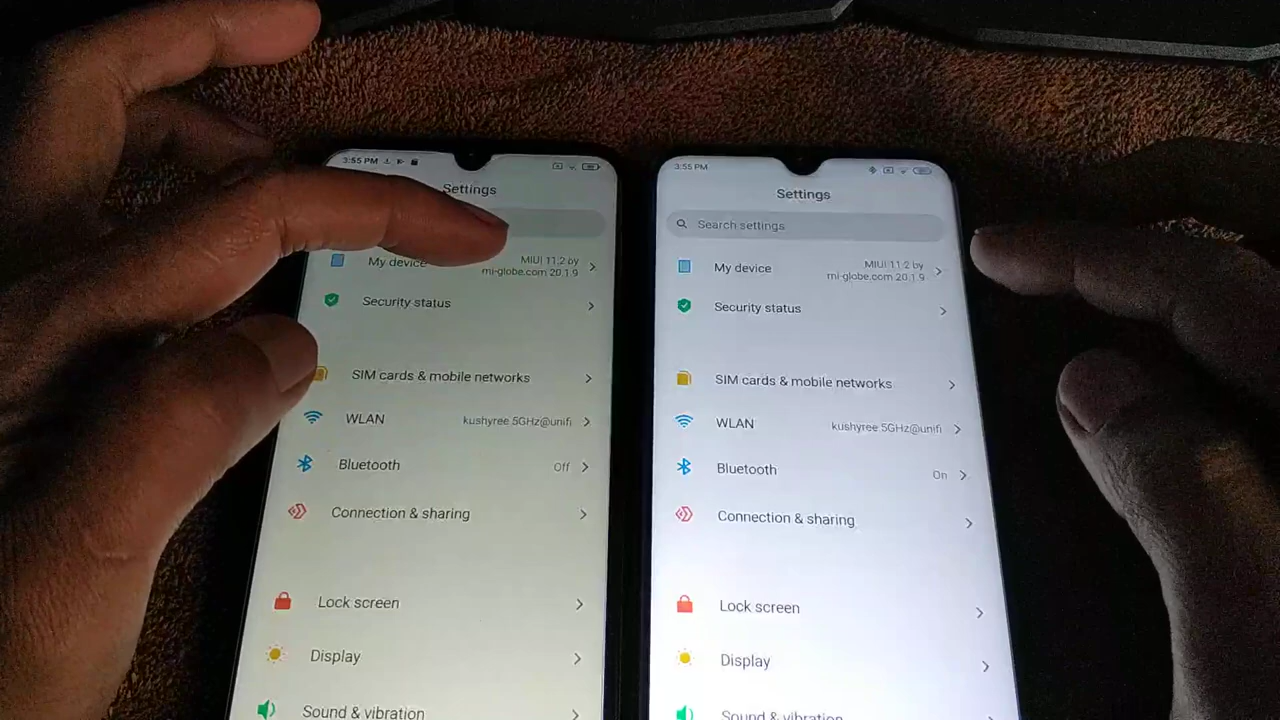 3:55 PM
Settings
My device
MIUI 11.2 by
mi-globe.com 20.1.9
Security status
SIM cards & mobile networks
WLAN
kushyree.5GHz@unifi
Bluetooth
Off
Connection & sharing
Lock screen
Display
Sound & vibration
3:55 PM
Settings
Search settings
My device
MIUI 11.2 by
mi-globe.com 20.1.9
Security status
SIM cards & mobile networks
WLAN
kushyree.5GHz@unifi
Bluetooth
On
Connection & sharing
Lock screen
Display
Sound & vibration